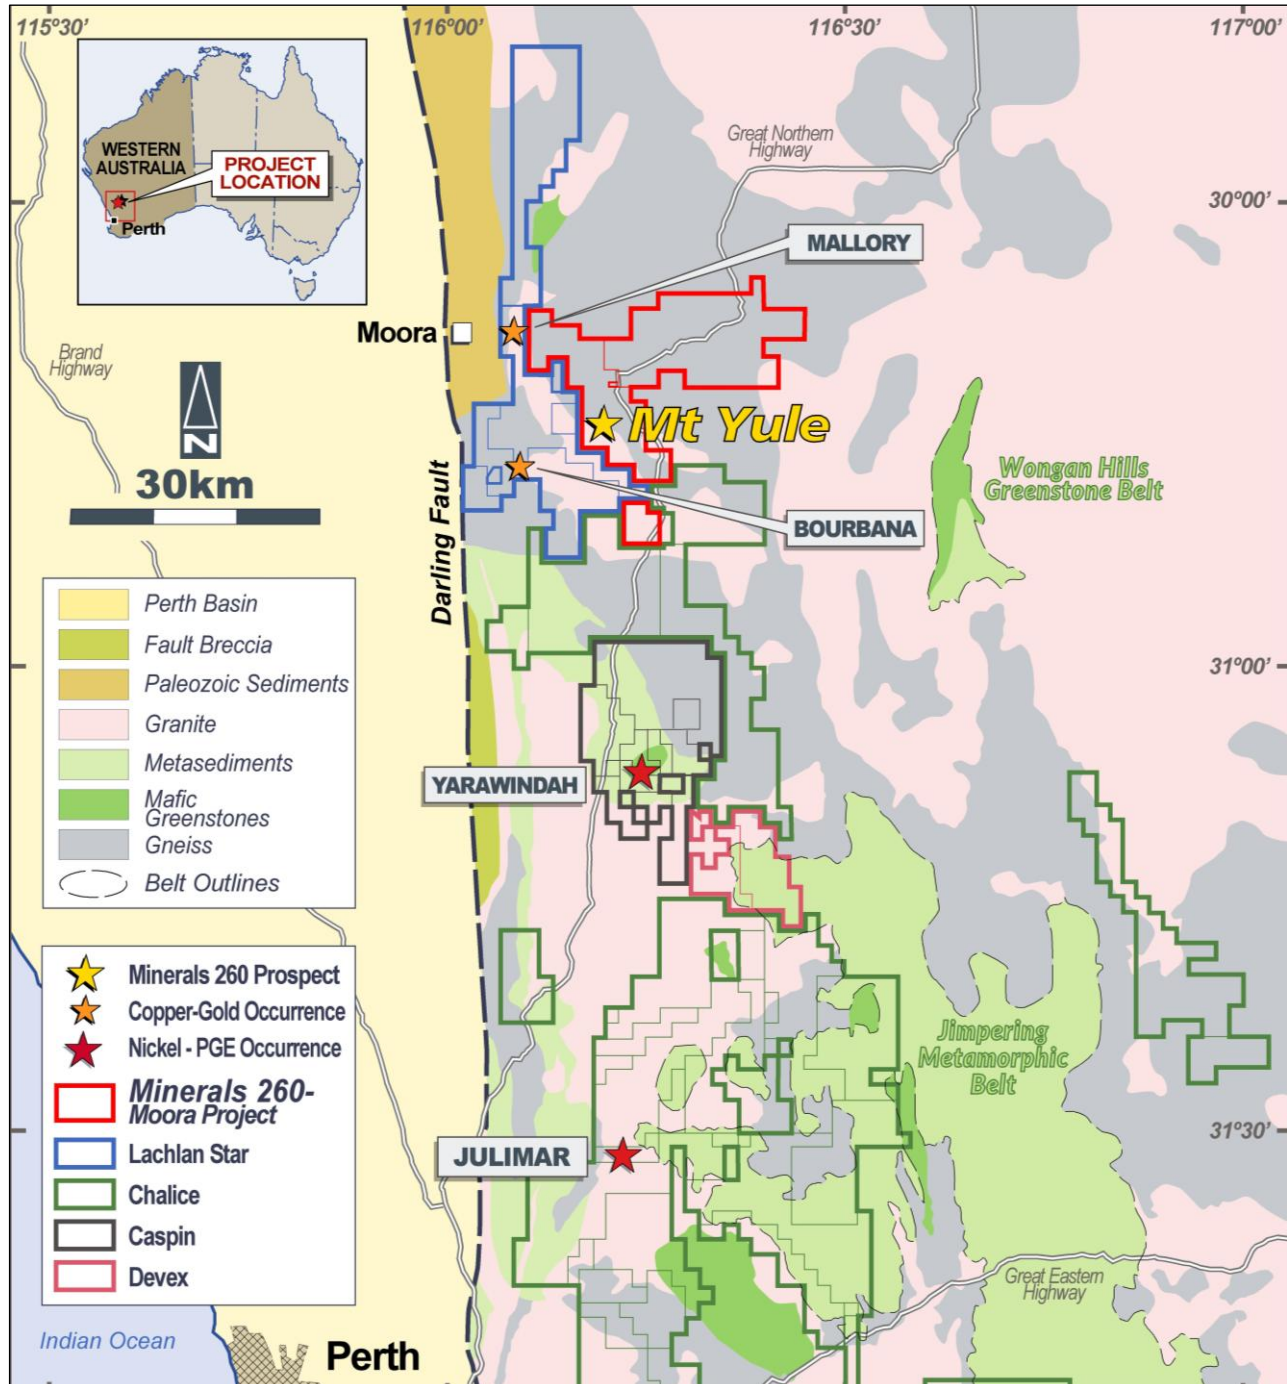 115°30'
116°00'
116°30'
117°00'
WESTERN
AUSTRALIA
PROJECT
LOCATION
Perth
Great Northern
Highway
30°00'
MALLORY
Moora
Brand
Highway
Mt Yule
N
30km
Darling Fault
Wongan Hills
Greenstone Belt
BOURBANA
Perth Basin
Fault Breccia
Paleozoic Sediments
Granite
Metasediments
Mafic
Greenstones
Gneiss
Belt Outlines
31°00'
YARAWINDAH
Minerals 260 Prospect
Copper-Gold Occurrence
Nickel - PGE Occurrence
Minerals 260-
Moora Project
Lachlan Star
Chalice
Caspin
Devex
Jimpering
Metamorphic
Belt
JULIMAR
31°30'
Great Eastern
Highway
Indian Ocean
Perth